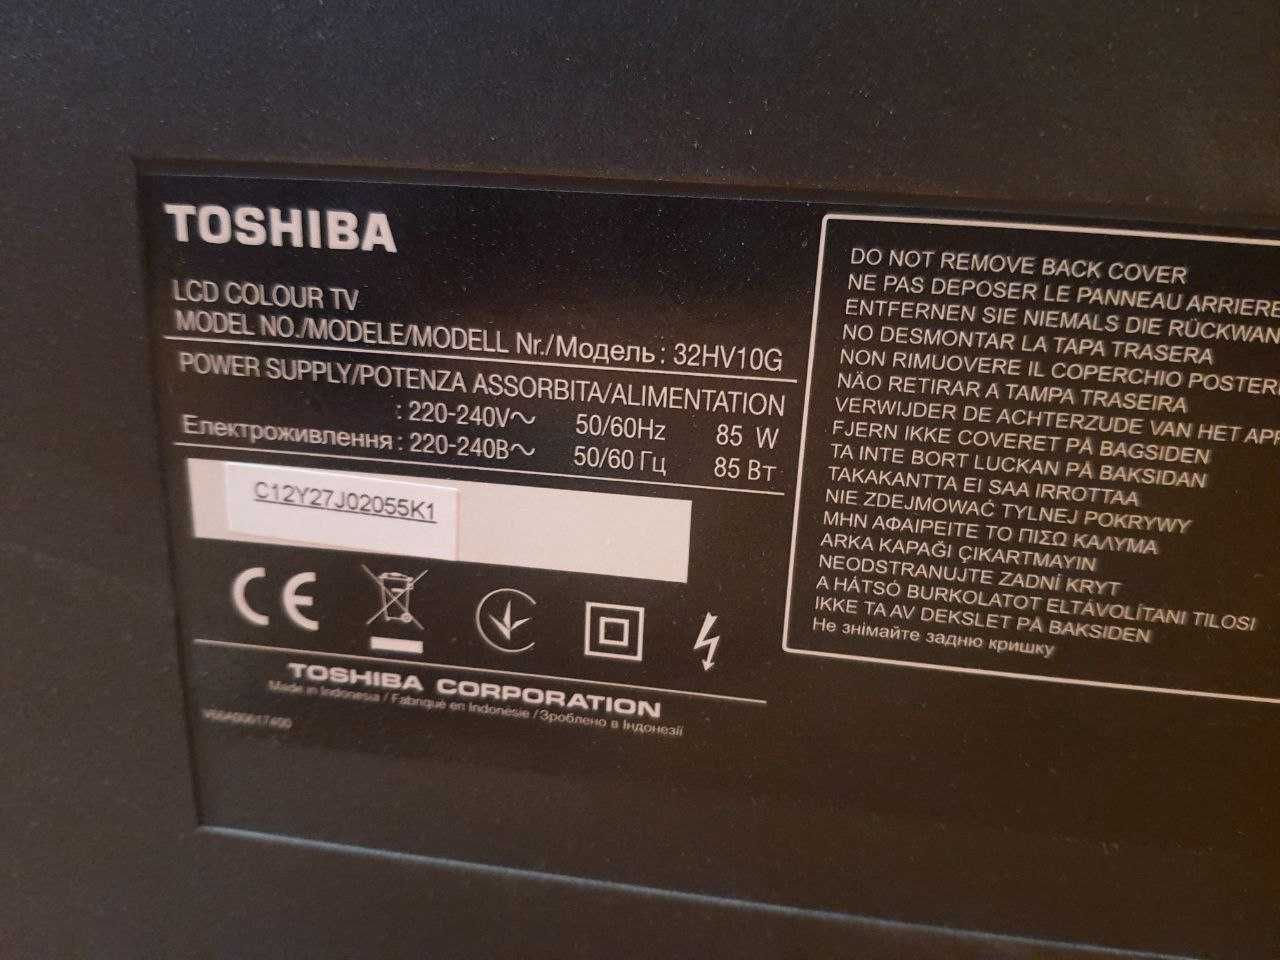 TOSHIBA
LCD COLOUR TV
MODEL NO./MODELE/MODELL Nr./Модель : 32HV10G
POWER SUPPLY/POTENZA ASSORBITA/ALIMENTATION
: 220-240V~ 50/60Hz 85 W
Електроживлення : 220-240В~ 50/60 Гц 85 Вт
C12Y27J02055K1
CE
TOSHIBA CORPORATION
Made in Indonesia / Fabriqué en Indonésie / Зроблено в Індонезії
DO NOT REMOVE BACK COVER
NE PAS DEPOSER LE PANNEAU ARRIERE
ENTFERNEN SIE NIEMALS DIE RÜCKWAN
NO DESMONTAR LA TAPA TRASERA
NON RIMUOVERE IL COPERCHIO POSTER
NÃO RETIRAR A TAMPA TRASEIRA
VERWIJDER DE ACHTERZUDE VAN HET APP
FJERN IKKE COVERET PÅ BAGSIDEN
TA INTE BORT LUCKAN PÅ BAKSIDAN
TAKAKANTTA EI SAA IRROTTAA
NIE ZDEJMOWAĆ TYLNEJ POKRYWY
ΜΗΝ ΑΦΑΙΡΕΙΤΕ ΤΟ ΠΙΣΩ ΚΑΛΥΜΑ
ARKA KAPAĞI ÇIKARTMAYIN
NEODSTRANUJTE ZADNÍ KRYT
A HÁTSÓ BURKOLATOT ELTÁVOLÍTANI TILOS!
IKKE TA AV DEKSLET PÅ BAKSIDEN
Не знімайте задню кришку